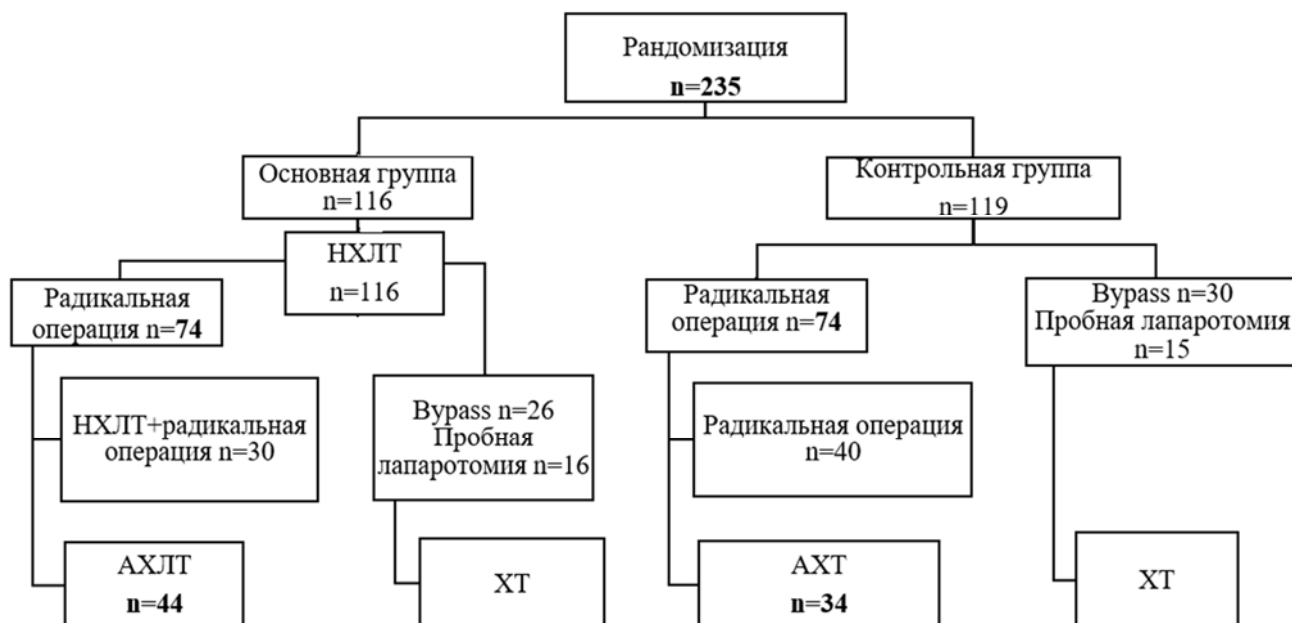 Рандомизация
n=235
Основная группа
n=116
Контрольная группа
n=119
НХЛТ
n=116
Радикальная
операция n=74
Радикальная
операция n=74
Bypass n=30
Пробная лапаротомия
n=15
НХЛТ+радикальная
операция n=30
Bypass n=26
Пробная
лапаротомия n=16
Радикальная операция
n=40
АХЛТ
n=44
ХТ
АХТ
n=34
ХТ